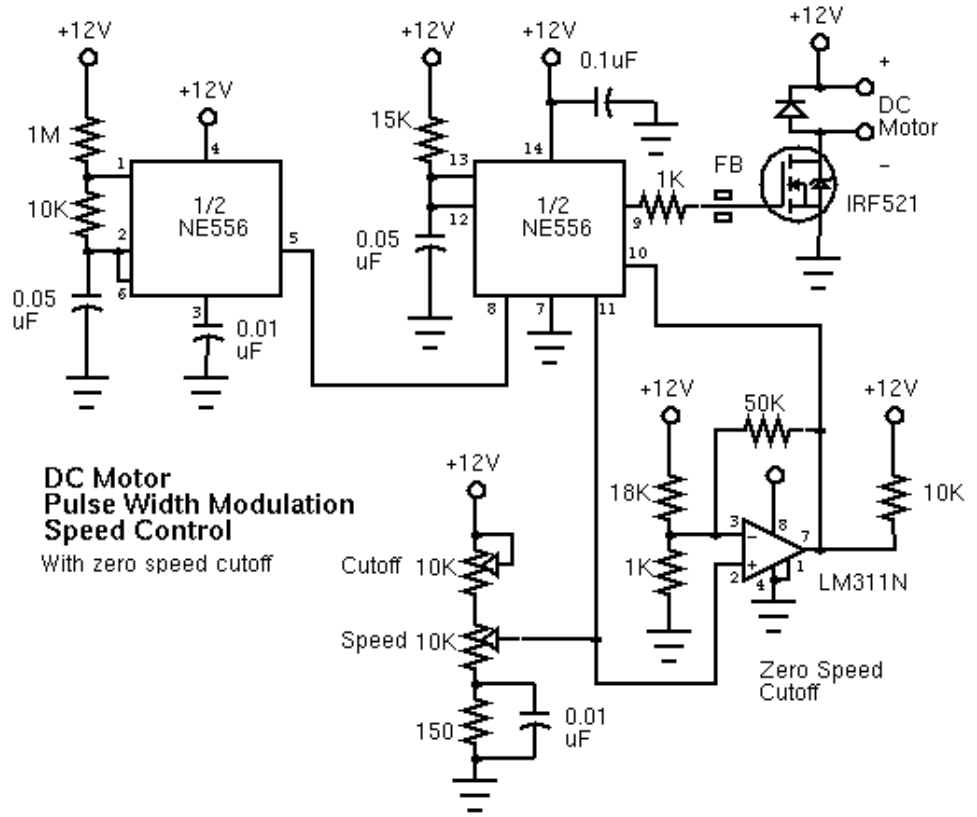 +12V
+12V
+12V
+12V
+12V
0.1uF
+
DC
Motor
-
1M
4
1
15K
13
14
1K
FB
10K
1/2
NE556
12
1/2
NE556
9
IRF521
2
5
10
6
0.05
uF
8
7
11
0.05
uF
3
0.01
uF
+12V
+12V
50K
DC Motor
Pulse Width Modulation
Speed Control
With zero speed cutoff
+12V
18K
10K
3
8
7
-
+
Cutoff
10K
1K
2
4
1
LM311N
Speed
10K
Zero Speed
Cutoff
150
0.01
uF